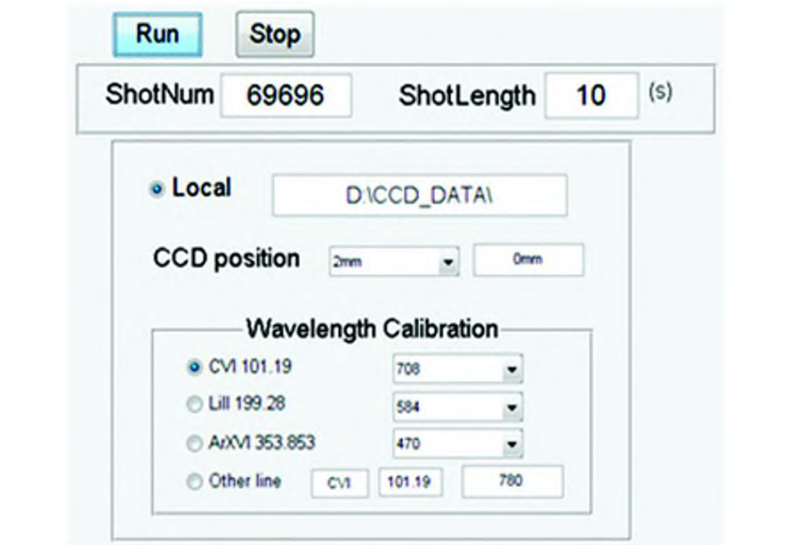 Run Stop
ShotNum 69696 ShotLength 10 (s)
Local D:\CCD_DATA\
CCD position 2mm 0mm
Wavelength Calibration
CVI 101.19 708
LiII 199.28 584
ArXVI 353.853 470
Other line CVI 101.19 780